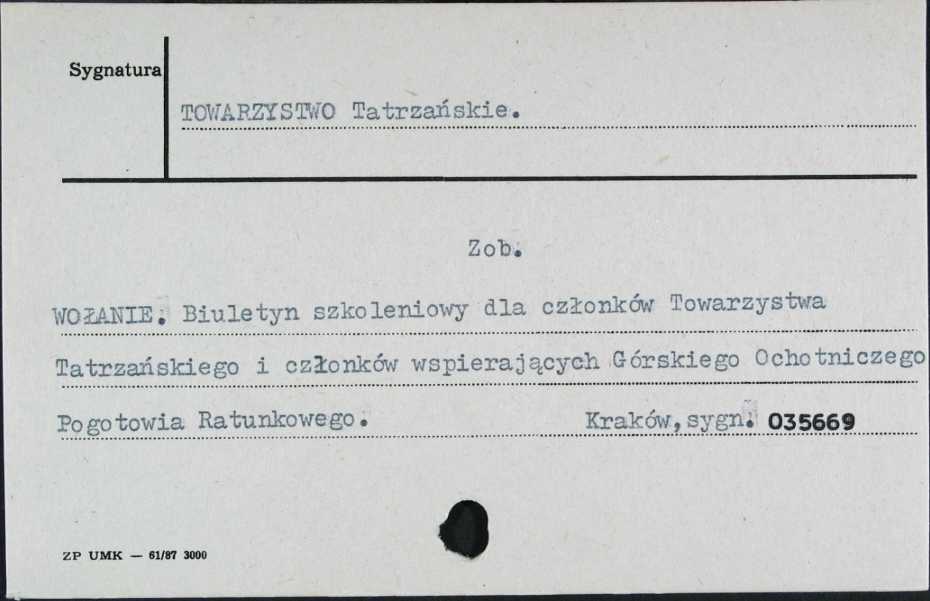 Sygnatura
TOWARZYSTWO Tatrzańskie.
Zob.
WOŁANIE. Biuletyn szkoleniowy dla członków Towarzystwa
Tatrzańskiego i członków wspierających Górskiego Ochotniczego
Pogotowia Ratunkowego. Kraków, sygn. 035669
ZP UMK — 61/87 3000